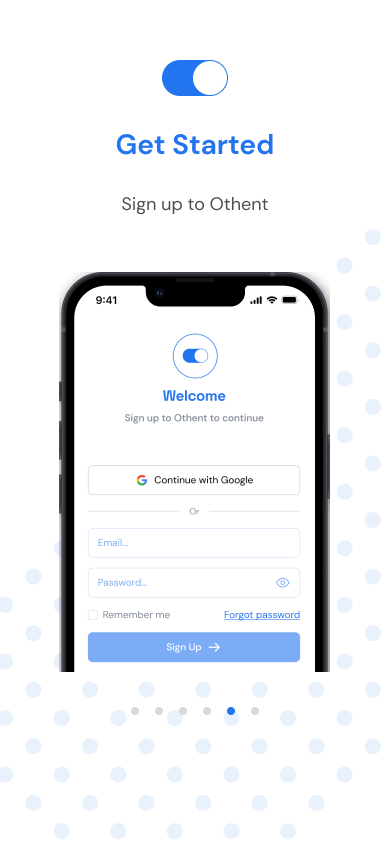 Get Started
Sign up to Othent
9:41
Welcome
Sign up to Othent to continue
Continue with Google
Or
Email...
Password...
Remember me Forgot password
Sign Up